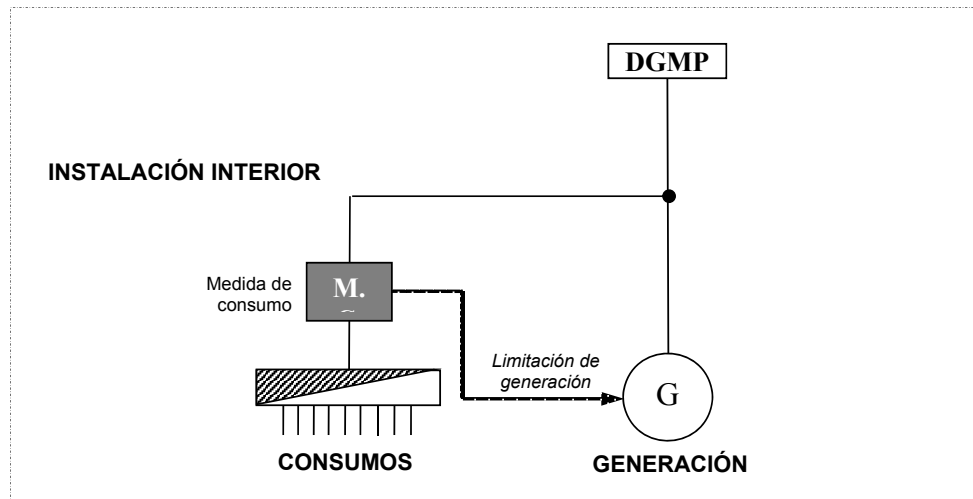 DGMP
INSTALACIÓN INTERIOR
Medida de
consumo
M.
~
Limitación de
generación
G
CONSUMOS
GENERACIÓN